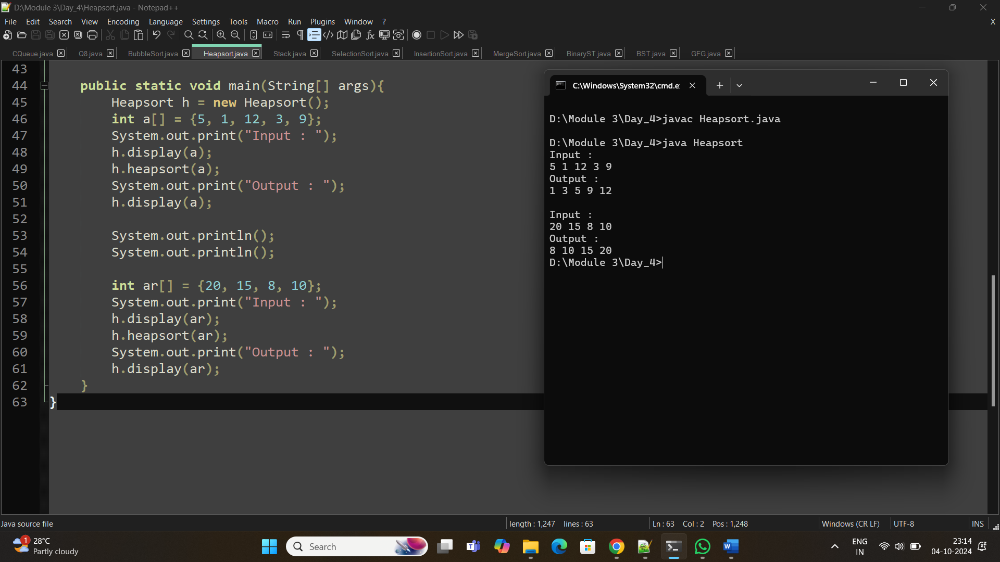 D:\Module 3\Day_4\Heapsort.java - Notepad++
File Edit Search View Encoding Language Settings Tools Macro Run Plugins Window ? X
CQueue.java Q8.java BubbleSort.java Heapsort.java Stack.java SelectionSort.java InsertionSort.java MergeSort.java BinaryST.java BST.java GFG.java
43
44 public static void main(String[] args){
45 Heapsort h = new Heapsort();
46 int a[] = {5, 1, 12, 3, 9};
47 System.out.print("Input : ");
48 h.display(a);
49 h.heapsort(a);
50 System.out.print("Output : ");
51 h.display(a);
52
53 System.out.println();
54 System.out.println();
55
56 int ar[] = {20, 15, 8, 10};
57 System.out.print("Input : ");
58 h.display(ar);
59 h.heapsort(ar);
60 System.out.print("Output : ");
61 h.display(ar);
62 }
63 }
C:\Windows\System32\cmd.e
D:\Module 3\Day_4>javac Heapsort.java
D:\Module 3\Day_4>java Heapsort
Input :
5 1 12 3 9
Output :
1 3 5 9 12
Input :
20 15 8 10
Output :
8 10 15 20
D:\Module 3\Day_4>
Java source file length : 1,247 lines : 63 Ln : 63 Col : 2 Pos : 1,248 Windows (CR LF) UTF-8 INS
1 28°C
Partly cloudy
Search
ENG
IN
23:14
04-10-2024